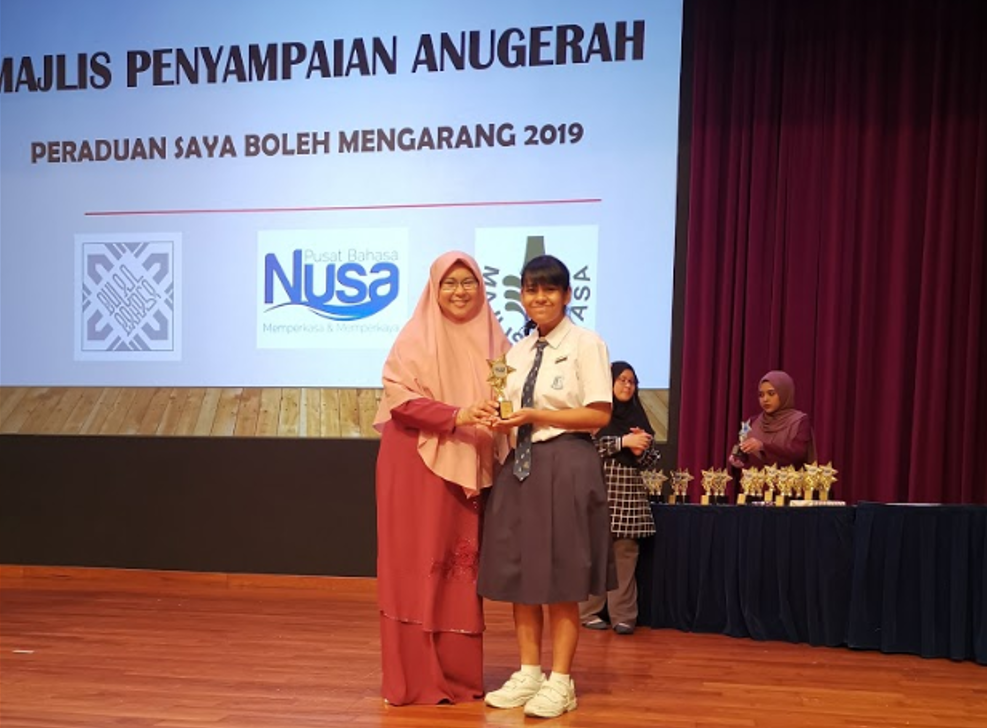 MAJLIS PENYAMPAIAN ANUGERAH
PERADUAN SAYA BOLEH MENGARANG 2019
Pusat Bahasa
Nusa
Memperkasa & Memperkaya